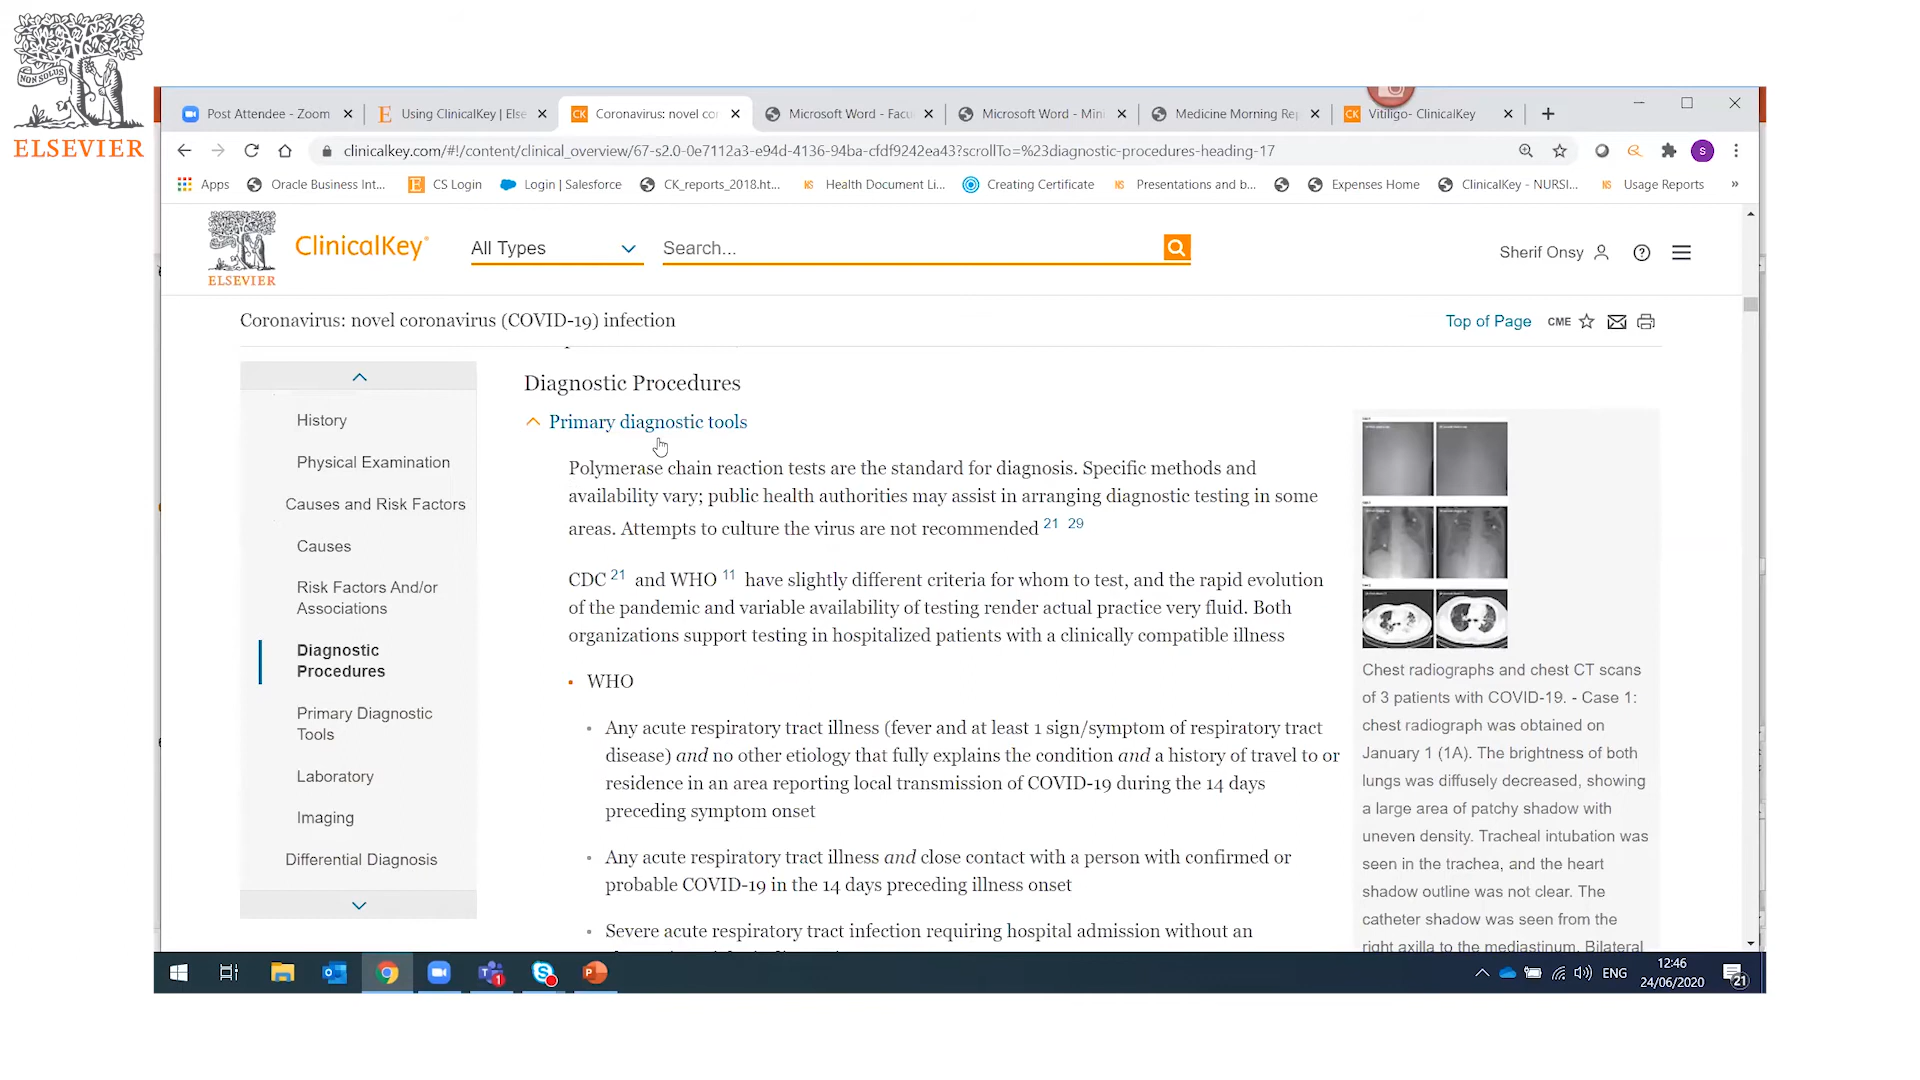 NON SOLUS
ELSEVIER
Post Attendee - Zoom
Using ClinicalKey | Else
Coronavirus: novel co
Microsoft Word - Facu
Microsoft Word - Mini
Medicine Morning Rep
Vitiligo- ClinicalKey
clinicalkey.com/#!/content/clinical_overview/67-s2.0-0e7112a3-e94d-4136-94ba-cfdf9242ea43?scrollTo=%23diagnostic-procedures-heading-17
Apps
Oracle Business Int...
CS Login
Login | Salesforce
CK_reports_2018.ht...
Health Document Li...
Creating Certificate
Presentations and b...
Expenses Home
ClinicalKey - NURSI...
Usage Reports
ELSEVIER
ClinicalKey®
All Types
Search...
Sherif Onsy
Coronavirus: novel coronavirus (COVID-19) infection
Top of Page
CME
History
Physical Examination
Causes and Risk Factors
Causes
Risk Factors And/or
Associations
Diagnostic
Procedures
Primary Diagnostic
Tools
Laboratory
Imaging
Differential Diagnosis
Diagnostic Procedures
Primary diagnostic tools
Polymerase chain reaction tests are the standard for diagnosis. Specific methods and
availability vary; public health authorities may assist in arranging diagnostic testing in some
areas. Attempts to culture the virus are not recommended 21 29
CDC 21 and WHO 11 have slightly different criteria for whom to test, and the rapid evolution
of the pandemic and variable availability of testing render actual practice very fluid. Both
organizations support testing in hospitalized patients with a clinically compatible illness
WHO
Any acute respiratory tract illness (fever and at least 1 sign/symptom of respiratory tract
disease) and no other etiology that fully explains the condition and a history of travel to or
residence in an area reporting local transmission of COVID-19 during the 14 days
preceding symptom onset
Any acute respiratory tract illness and close contact with a person with confirmed or
probable COVID-19 in the 14 days preceding illness onset
Severe acute respiratory tract infection requiring hospital admission without an
Chest radiographs and chest CT scans
of 3 patients with COVID-19. - Case 1:
chest radiograph was obtained on
January 1 (1A). The brightness of both
lungs was diffusely decreased, showing
a large area of patchy shadow with
uneven density. Tracheal intubation was
seen in the trachea, and the heart
shadow outline was not clear. The
catheter shadow was seen from the
right axilla to the mediastinum. Bilateral
ENG
12:46
24/06/2020
21